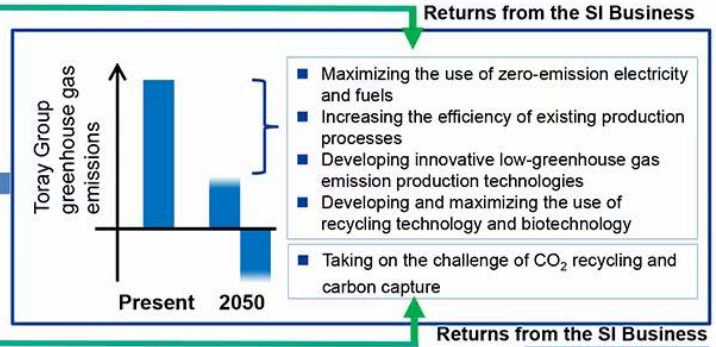 Returns from the SI Business
Toray Group
greenhouse gas
emissions
Present
2050
■ Maximizing the use of zero-emission electricity
and fuels
■ Increasing the efficiency of existing production
processes
■ Developing innovative low-greenhouse gas
emission production technologies
■ Developing and maximizing the use of
recycling technology and biotechnology
■ Taking on the challenge of CO₂ recycling and
carbon capture
Returns from the SI Business